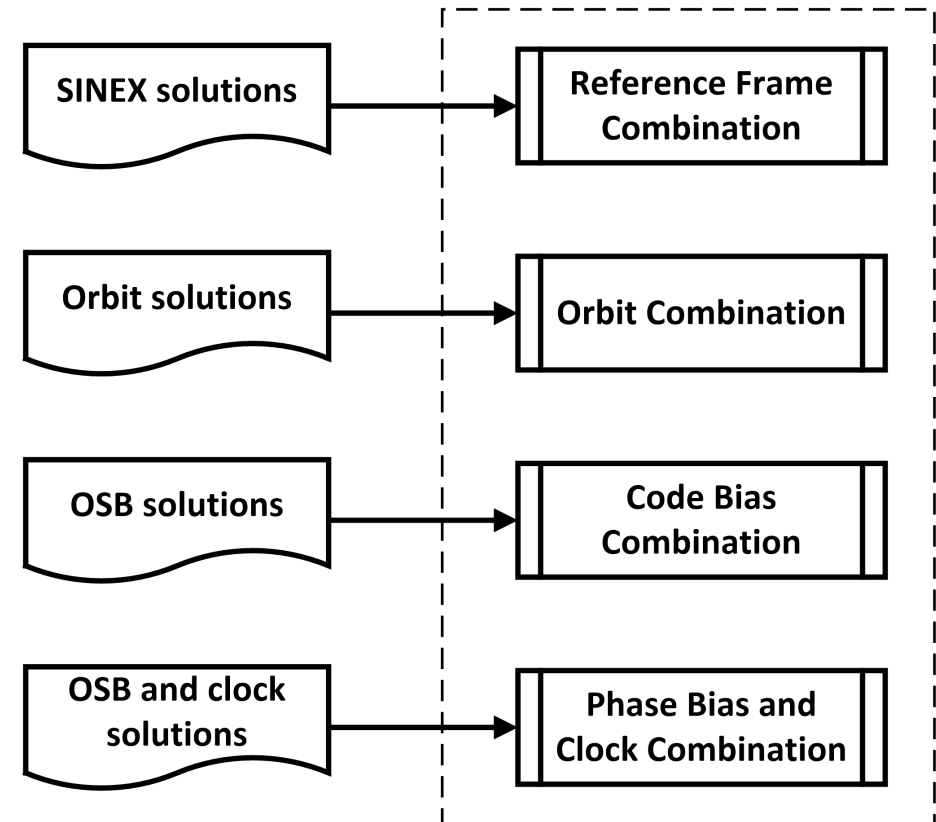 SINEX solutions
Reference Frame
Combination
Orbit solutions
Orbit Combination
OSB solutions
Code Bias
Combination
OSB and clock
solutions
Phase Bias and
Clock Combination